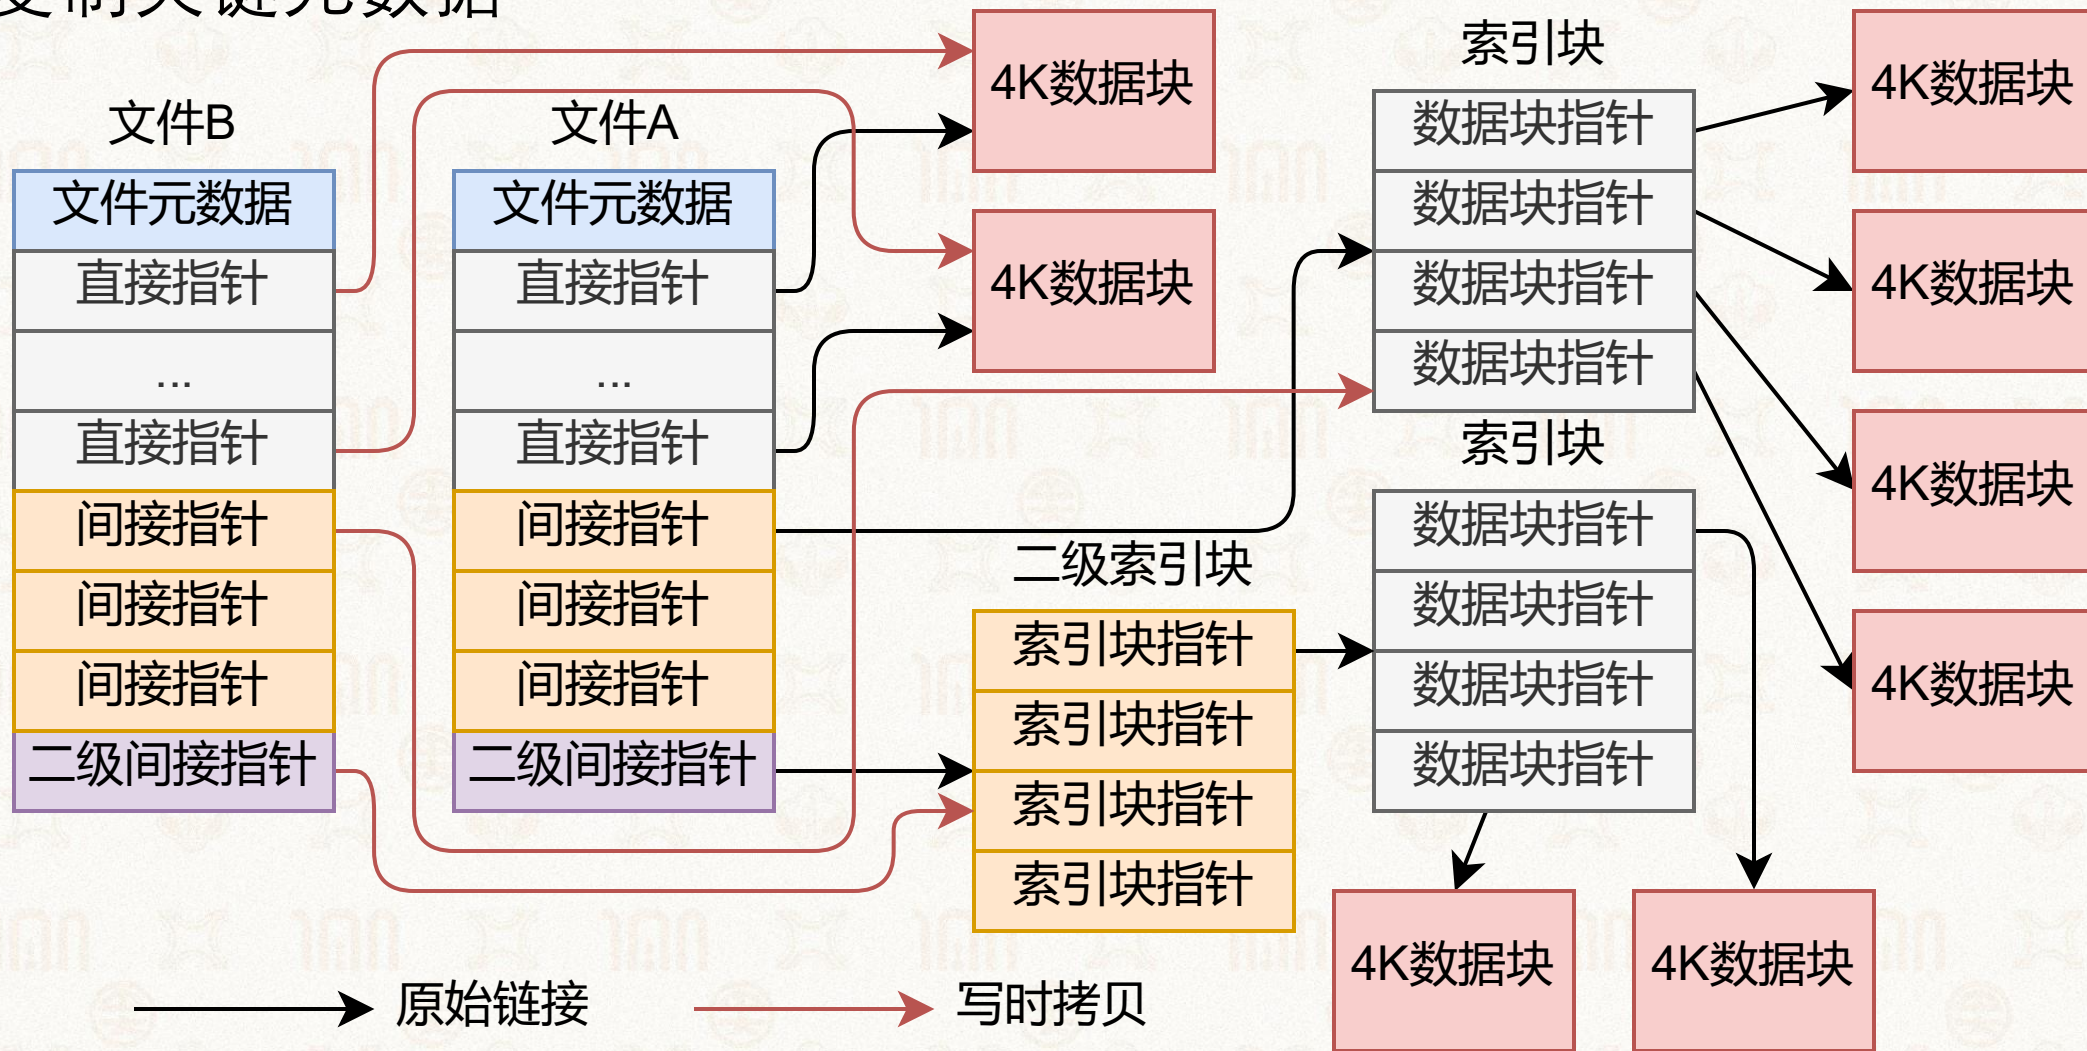 复制关键元数据
文件B
文件元数据
直接指针
...
直接指针
间接指针
间接指针
间接指针
二级间接指针
文件A
文件元数据
直接指针
...
直接指针
间接指针
间接指针
间接指针
二级间接指针
4K数据块
4K数据块
二级索引块
索引块指针
索引块指针
索引块指针
索引块指针
索引块
数据块指针
数据块指针
数据块指针
数据块指针
索引块
数据块指针
数据块指针
数据块指针
数据块指针
4K数据块
4K数据块
4K数据块
4K数据块
4K数据块
4K数据块
原始链接
写时拷贝